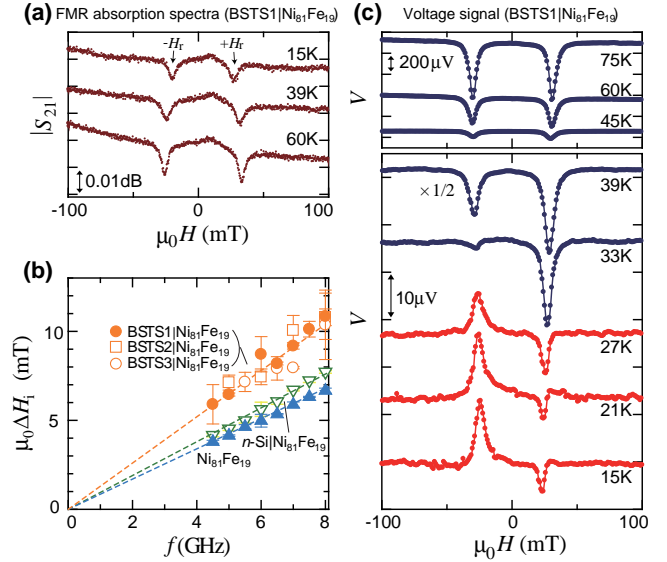 (a) FMR absorption spectra (BSTS1|Ni81Fe19)
-Hr +Hr
15K
39K
60K
|S21|
0.01dB
-100 0 100
μ0H (mT)
(b)
BSTS1|Ni81Fe19
BSTS2|Ni81Fe19
BSTS3|Ni81Fe19
n-Si|Ni81Fe19
Ni81Fe19
μ0ΔHi (mT)
10
5
0
0 2 4 6 8
f(GHz)
(c) Voltage signal (BSTS1|Ni81Fe19)
200μV
75K
60K
45K
V
×1/2
39K
33K
10μV
27K
21K
15K
V
-100 0 100
μ0H (mT)